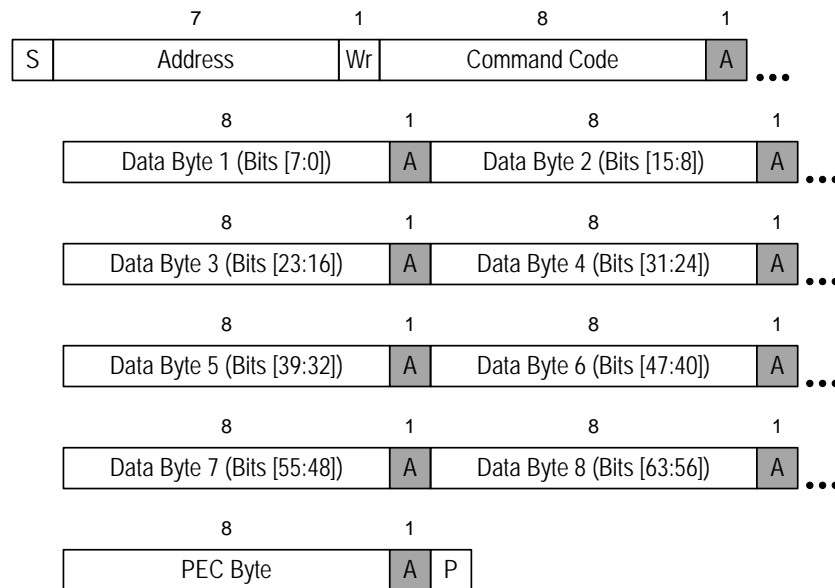 7 1 8 1
S Address Wr Command Code A •••
8 1 8 1
Data Byte 1 (Bits [7:0]) A Data Byte 2 (Bits [15:8]) A •••
8 1 8 1
Data Byte 3 (Bits [23:16]) A Data Byte 4 (Bits [31:24]) A •••
8 1 8 1
Data Byte 5 (Bits [39:32]) A Data Byte 6 (Bits [47:40]) A •••
8 1 8 1
Data Byte 7 (Bits [55:48]) A Data Byte 8 (Bits [63:56]) A •••
8 1
PEC Byte A P